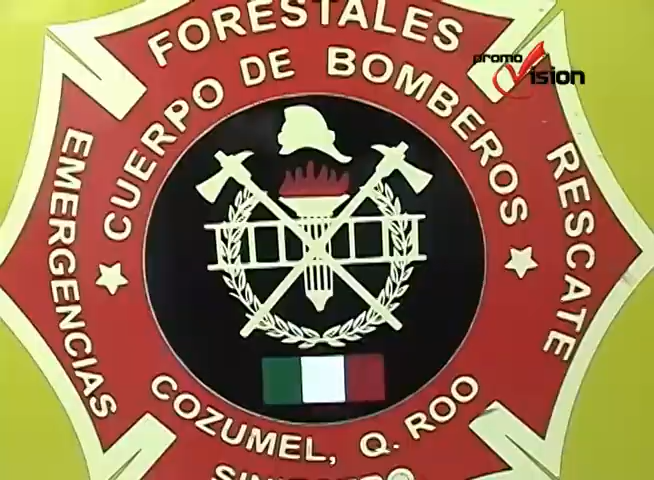 FORESTALES
promo
Vision
CUERPO DE BOMBEROS
EMERGENCIAS
RESCATE
COZUMEL, Q. ROO